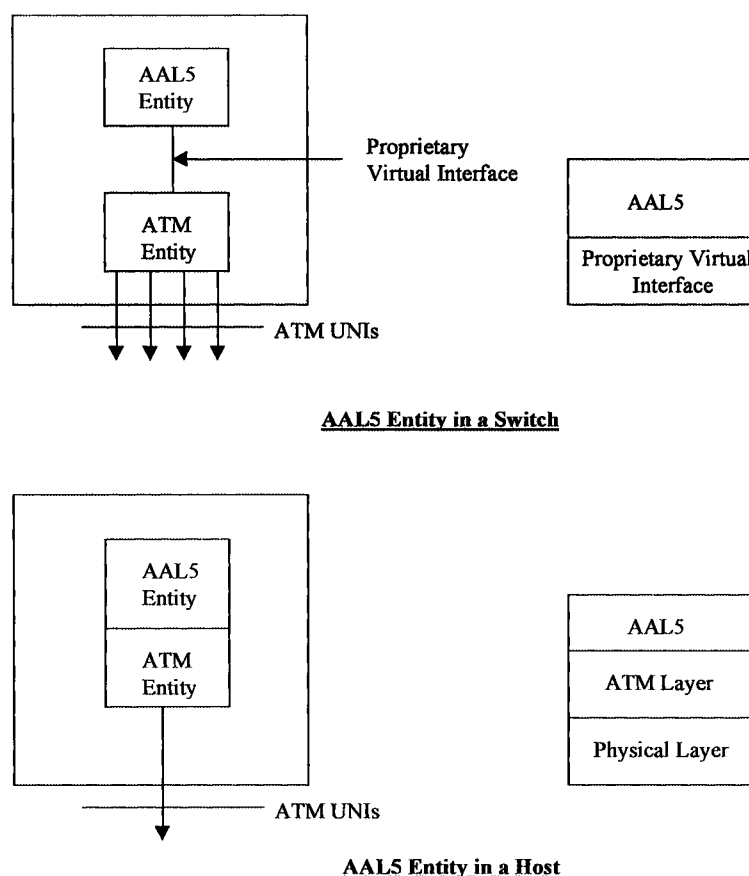 AAL5
Entity
Proprietary
Virtual Interface
ATM
Entity
ATM UNIs
AAL5
Proprietary Virtual
Interface
AAL5 Entity in a Switch
AAL5
Entity
ATM
Entity
ATM UNIs
AAL5
ATM Layer
Physical Layer
AAL5 Entity in a Host